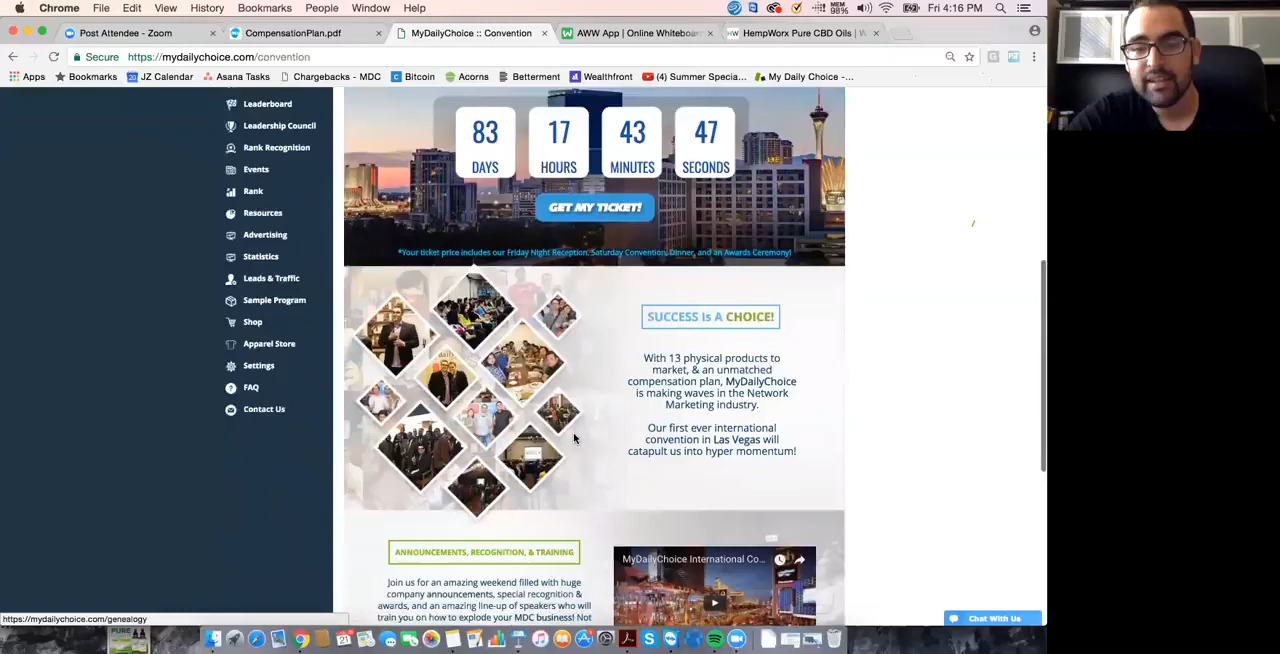 Chrome File Edit View History Bookmarks People Window Help
MEM 98% Fri 4:16 PM
Post Attendee - Zoom
CompensationPlan.pdf
MyDailyChoice :: Convention
AWW App | Online Whiteboa
HempWorx Pure CBD Oils | W
Secure https://mydailychoice.com/convention
Apps Bookmarks JZ Calendar Asana Tasks Chargebacks - MDC Bitcoin Acorns Betterment Wealthfront (4) Summer Specia... My Daily Choice -...
Leaderboard
Leadership Council
Rank Recognition
Events
Rank
Resources
Advertising
Statistics
Leads & Traffic
Sample Program
Shop
Apparel Store
Settings
FAQ
Contact Us
83 17 43 47
DAYS HOURS MINUTES SECONDS
GET MY TICKET!
*Your ticket price includes our Friday Night Reception, Saturday Convention, Dinner, and an Awards Ceremony!
SUCCESS IS A CHOICE!
With 13 physical products to
market, & an unmatched
compensation plan, MyDailyChoice
is making waves in the Network
Marketing industry.
Our first ever international
convention in Las Vegas will
catapult us into hyper momentum!
ANNOUNCEMENTS, RECOGNITION, & TRAINING
Join us for an amazing weekend filled with huge
company announcements, special recognition &
awards, and an amazing line-up of speakers who will
train you on how to explode your MDC business! Not
MyDailyChoice International Co...
https://mydailychoice.com/genealogy
Chat With Us